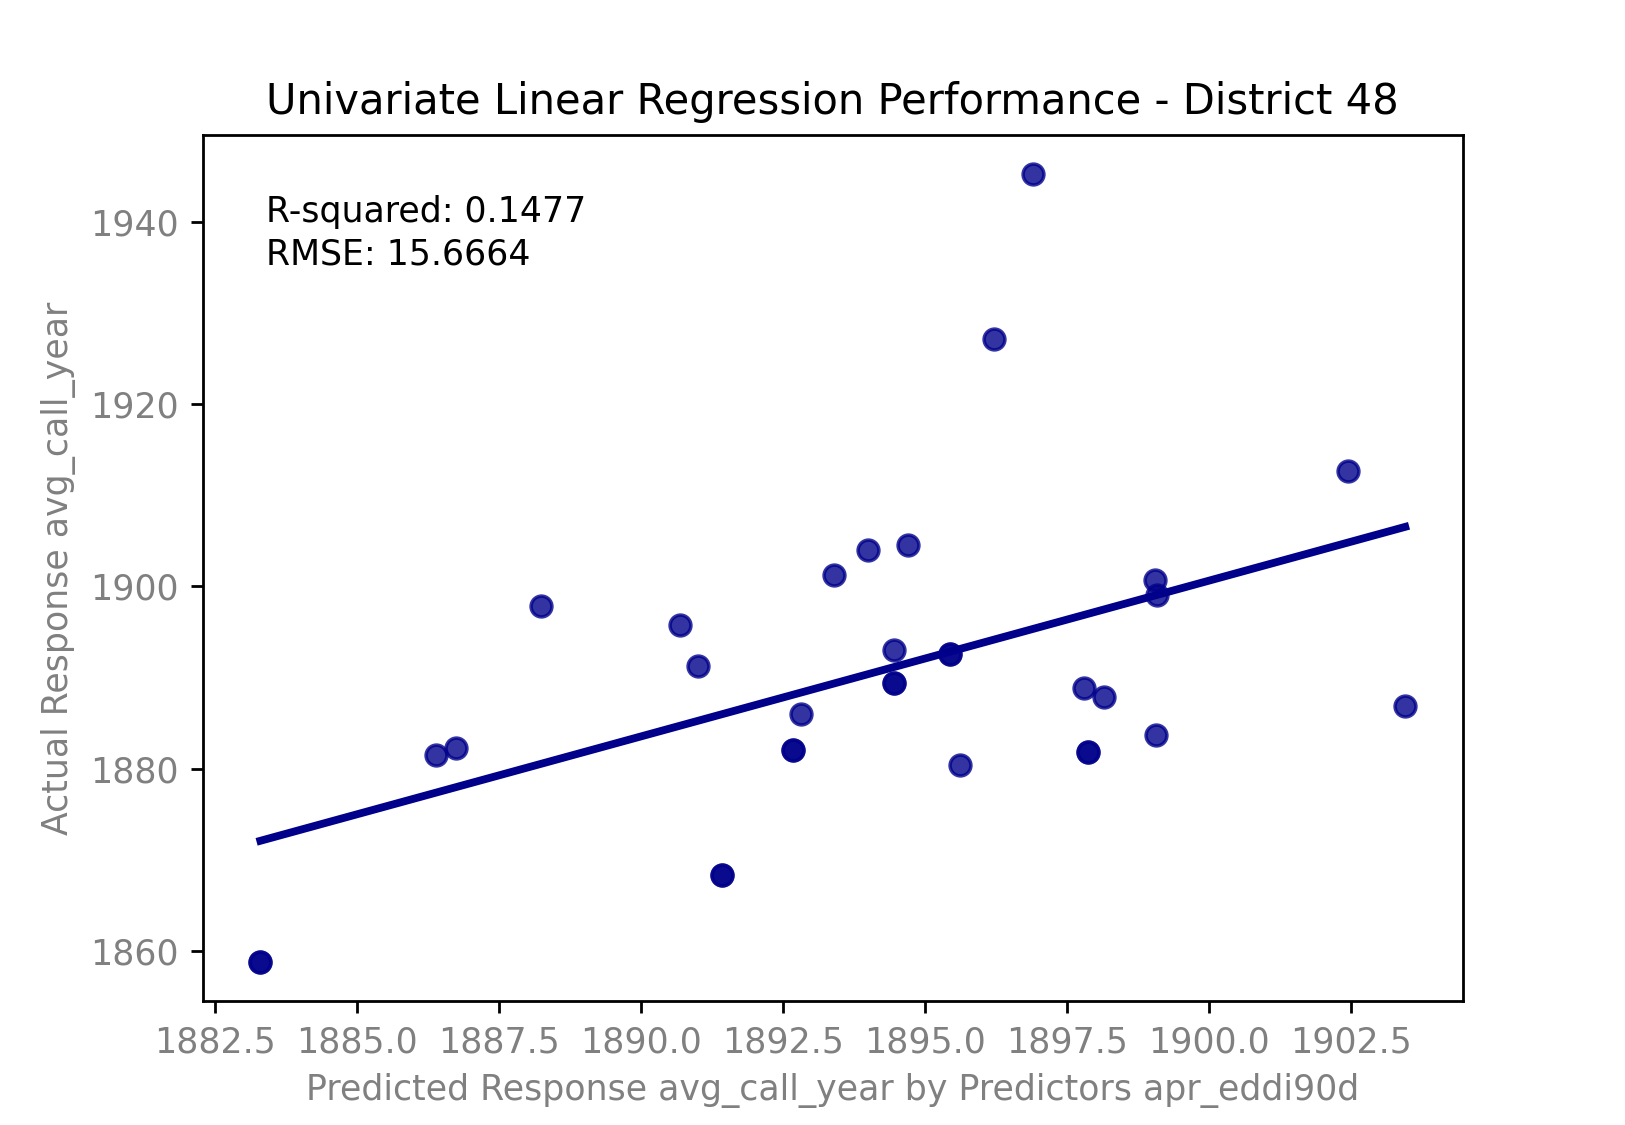 Univariate Linear Regression Performance - District 48
R-squared: 0.1477
RMSE: 15.6664
Actual Response avg_call_year
1940
1920
1900
1880
1860
1882.5 1885.0 1887.5 1890.0 1892.5 1895.0 1897.5 1900.0 1902.5
Predicted Response avg_call_year by Predictors apr_eddi90d